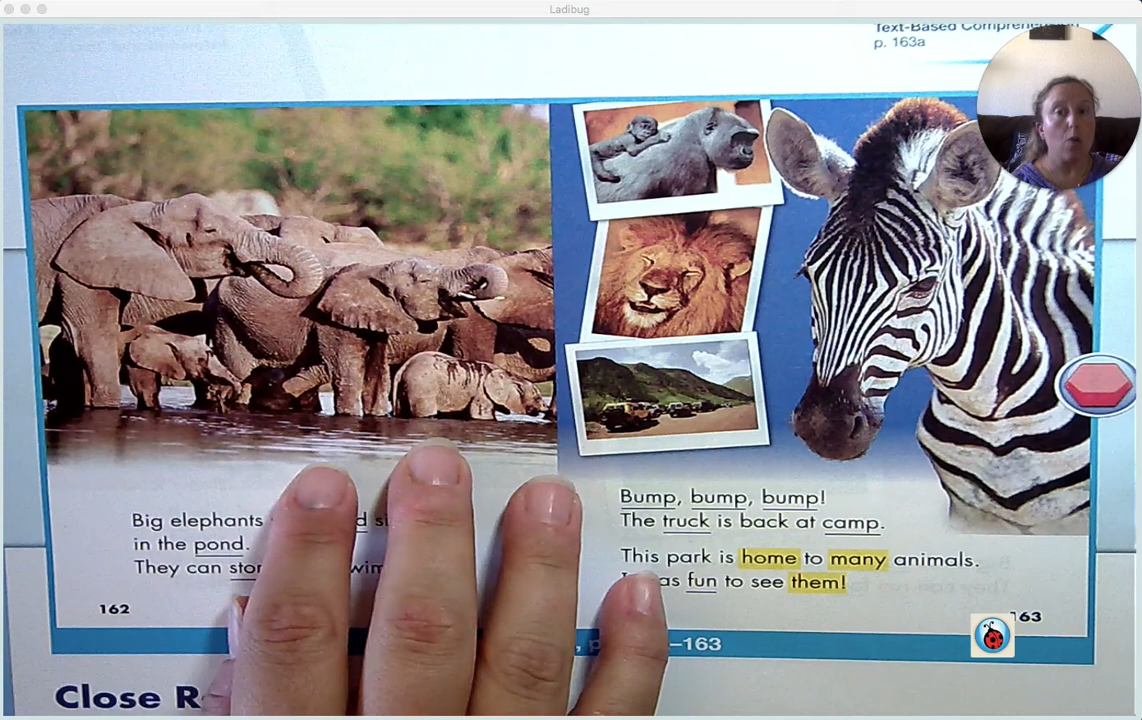 Ladibug
Text-Based Comprehension
p. 163a
Big elephants
in the pond.
They can
162
Bump, bump, bump!
The truck is back at camp.
This park is home to many animals.
as fun to see them!
163
–163
Close